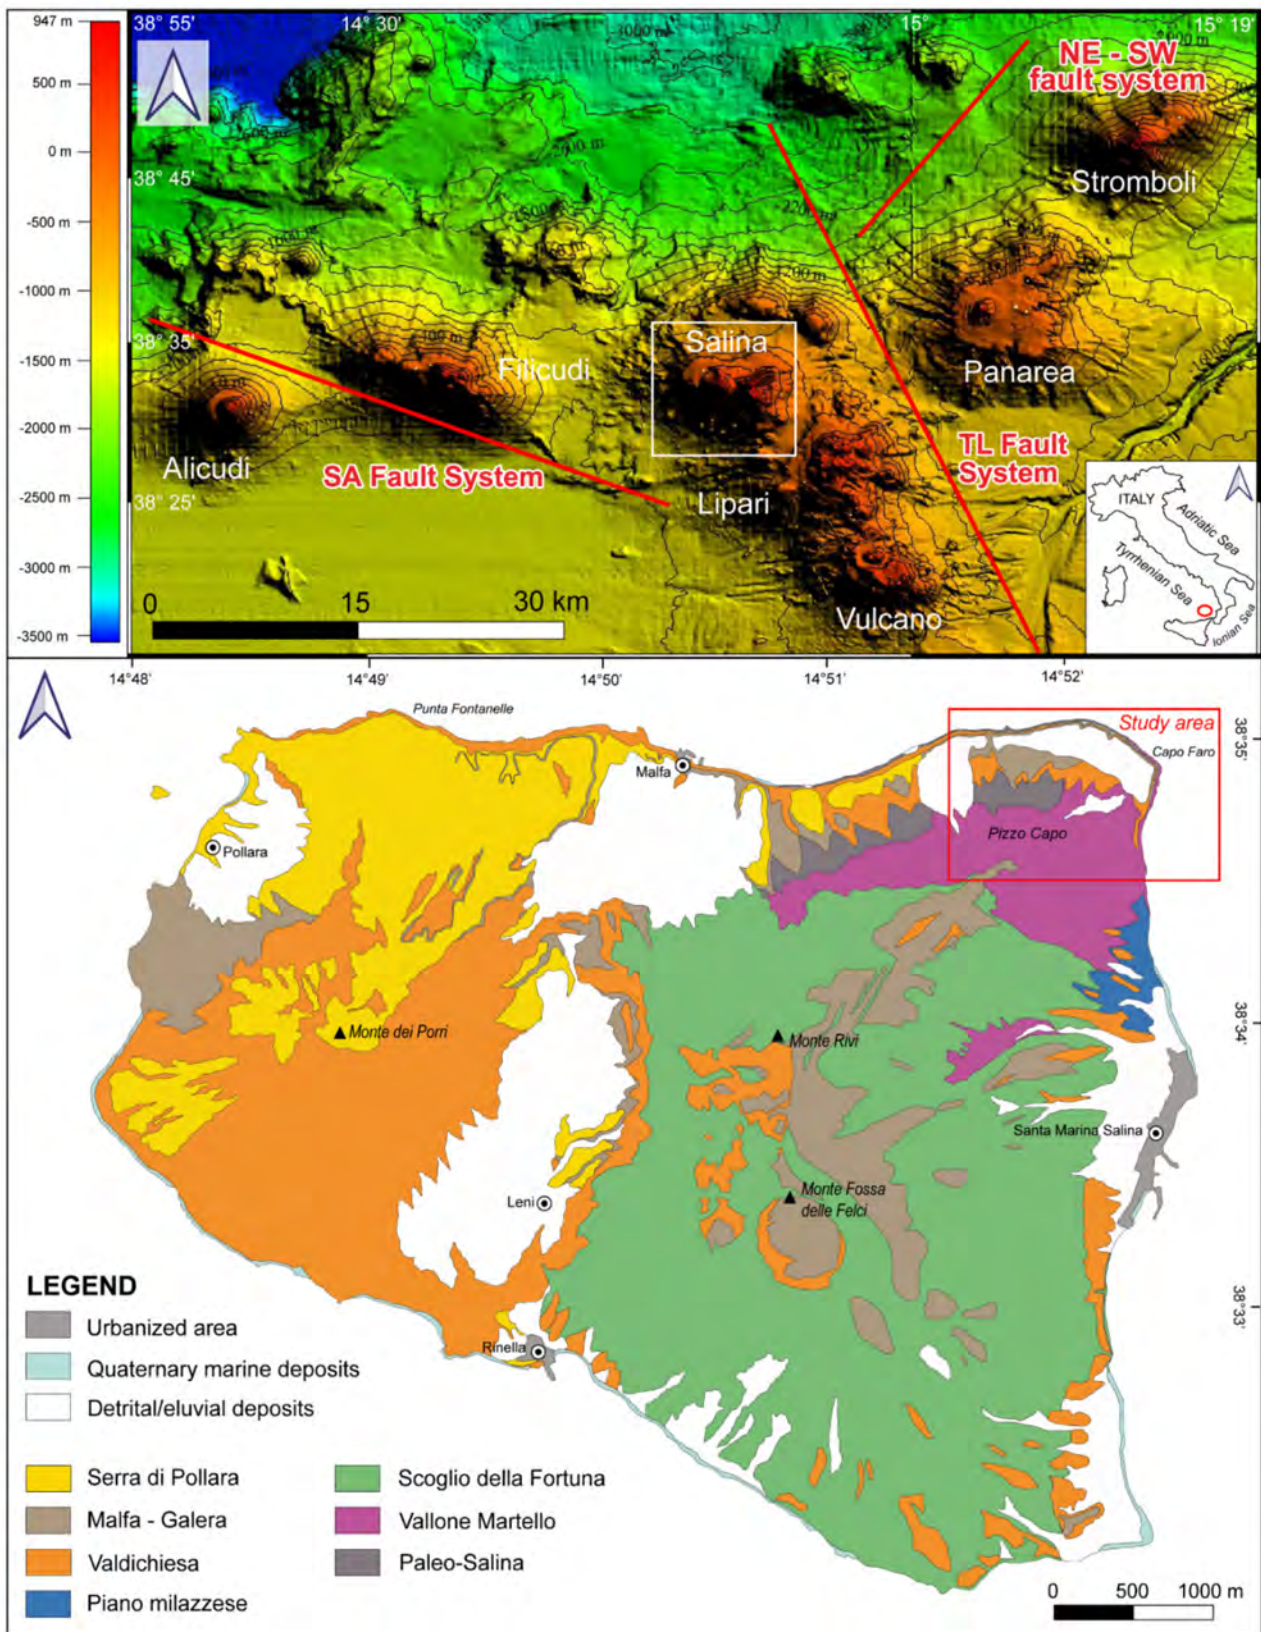 947 m
500 m
0 m
-500 m
-1000 m
-1500 m
-2000 m
-2500 m
-3000 m
-3500 m
38° 55'
14° 30'
15°
15° 19'
NE - SW
fault system
38° 45'
Stromboli
-2200 m
1200 m
38° 35'
Salina
Filicudi
Panarea
Alicudi
SA Fault System
TL Fault
System
38° 25'
Lipari
Vulcano
0 15 30 km
ITALY
Adriatic Sea
Tyrrhenian Sea
Ionian Sea
14°48'
14°49'
14°50'
14°51'
14°52'
Punta Fontanelle
Study area
38°35'
Capo Faro
Malfa
Pollara
Pizzo Capo
Monte dei Porri
Monte Rivi
38°34'
Santa Marina Salina
Leni
Monte Fossa
delle Felci
38°33'
Rinella
LEGEND
Urbanized area
Quaternary marine deposits
Detrital/eluvial deposits
Serra di Pollara
Scoglio della Fortuna
Malfa - Galera
Vallone Martello
Valdichiesa
Paleo-Salina
Piano milazzese
0 500 1000 m